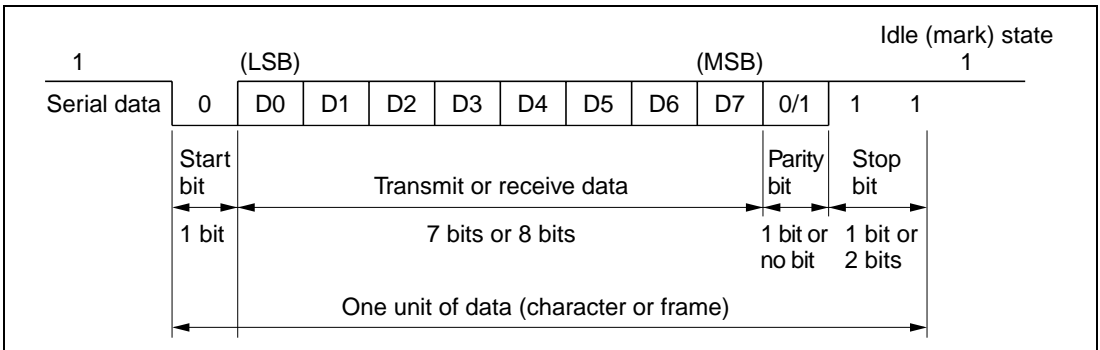 Idle (mark) state
1 (LSB) (MSB) 1
Serial data 0 D0 D1 D2 D3 D4 D5 D6 D7 0/1 1 1
Start Parity Stop
bit Transmit or receive data bit bit
1 bit 7 bits or 8 bits 1 bit or 1 bit or
no bit 2 bits
One unit of data (character or frame)